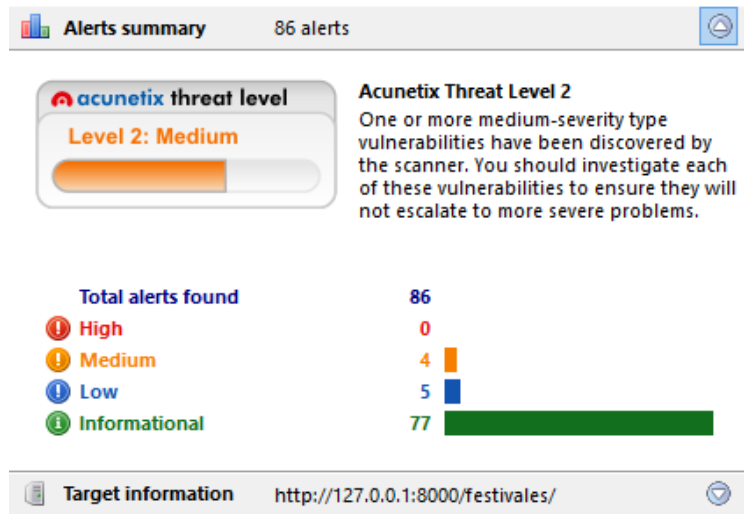 Alerts summary 86 alerts
acunetix threat level
Level 2: Medium
Acunetix Threat Level 2
One or more medium-severity type
vulnerabilities have been discovered by
the scanner. You should investigate each
of these vulnerabilities to ensure they will
not escalate to more severe problems.
Total alerts found 86
High 0
Medium 4
Low 5
Informational 77
Target information http://127.0.0.1:8000/festivales/